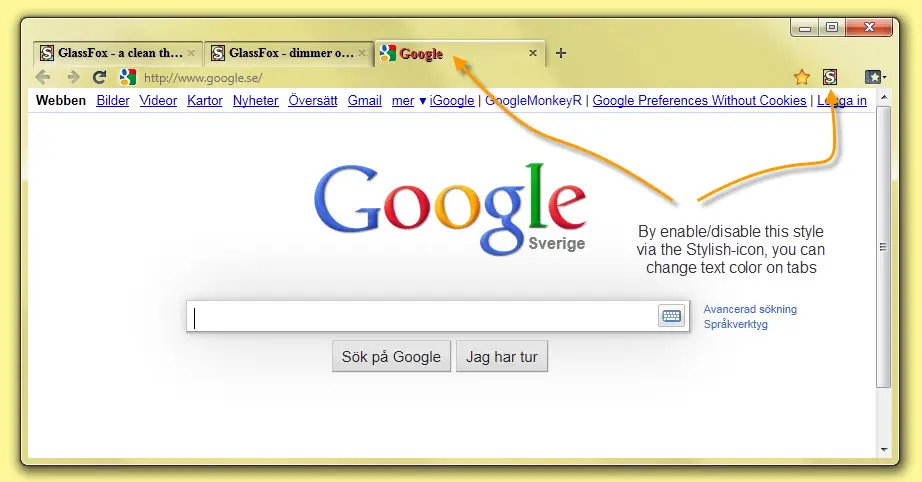 GlassFox - a clean th...
GlassFox - dimmer o...
Google
http://www.google.se/
Webben Bilder Videor Kartor Nyheter Översätt Gmail mer ▼ iGoogle | GoogleMonkeyR | Google Preferences Without Cookies | Logga in
Google
Sverige
By enable/disable this style
via the Stylish-icon, you can
change text color on tabs
Avancerad sökning
Språkverktyg
Sök på Google Jag har tur